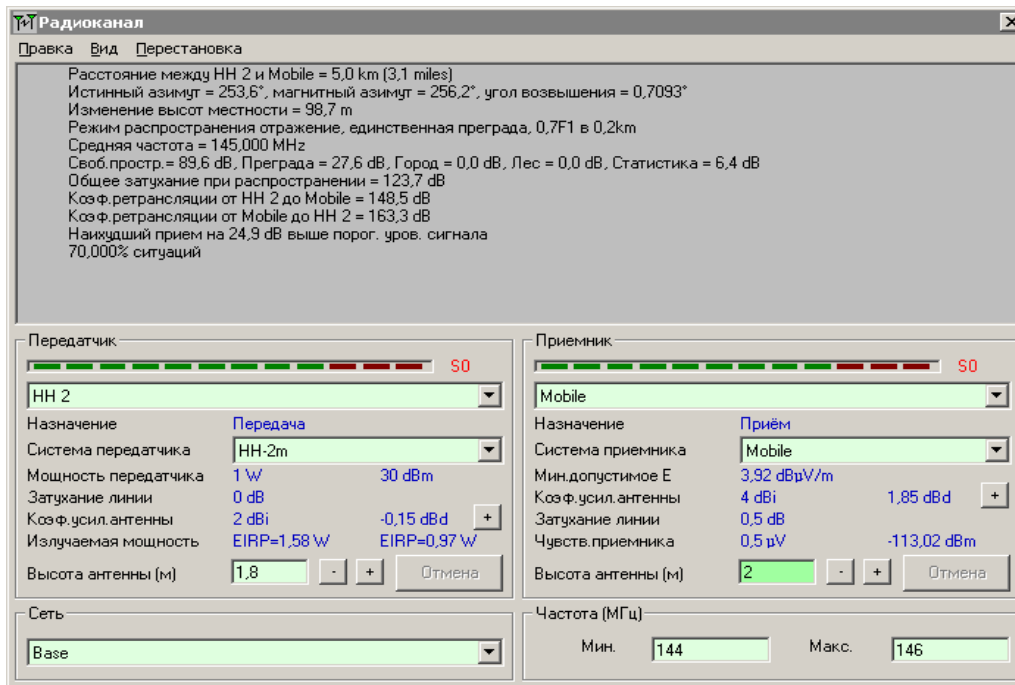 Радиоканал
Правка Вид Перестановка
Расстояние между HH 2 и Mobile = 5,0 km (3,1 miles)
Истинный азимут = 253,6°, магнитный азимут = 256,2°, угол возвышения = 0,7093°
Изменение высот местности = 98,7 m
Режим распространения отражение, единственная преграда, 0,7F1 в 0,2km
Средняя частота = 145,000 MHz
Своб.простр.= 89,6 dB, Преграда = 27,6 dB, Город = 0,0 dB, Лес = 0,0 dB, Статистика = 6,4 dB
Общее затухание при распространении = 123,7 dB
Коэф.ретрансляции от HH 2 до Mobile = 148,5 dB
Коэф.ретрансляции от Mobile до HH 2 = 163,3 dB
Наихудший прием на 24,9 dB выше порог. уров. сигнала
70,000% ситуаций
Передатчик
S0
HH 2
Назначение Передача
Система передатчика HH-2m
Мощность передатчика 1 W 30 dBm
Затухание линии 0 dB
Коэф.усил.антенны 2 dBi -0,15 dBd +
Излучаемая мощность EIRP=1,58 W EIRP=0,97 W
Высота антенны (м) 1,8 - + Отмена
Приемник
S0
Mobile
Назначение Приём
Система приемника Mobile
Мин.допустимое E 3,92 dBµV/m
Коэф.усил.антенны 4 dBi 1,85 dBd +
Затухание линии 0,5 dB
Чувств.приемника 0,5 µV -113,02 dBm
Высота антенны (м) 2 - + Отмена
Сеть
Base
Частота (МГц)
Мин. 144 Макс. 146